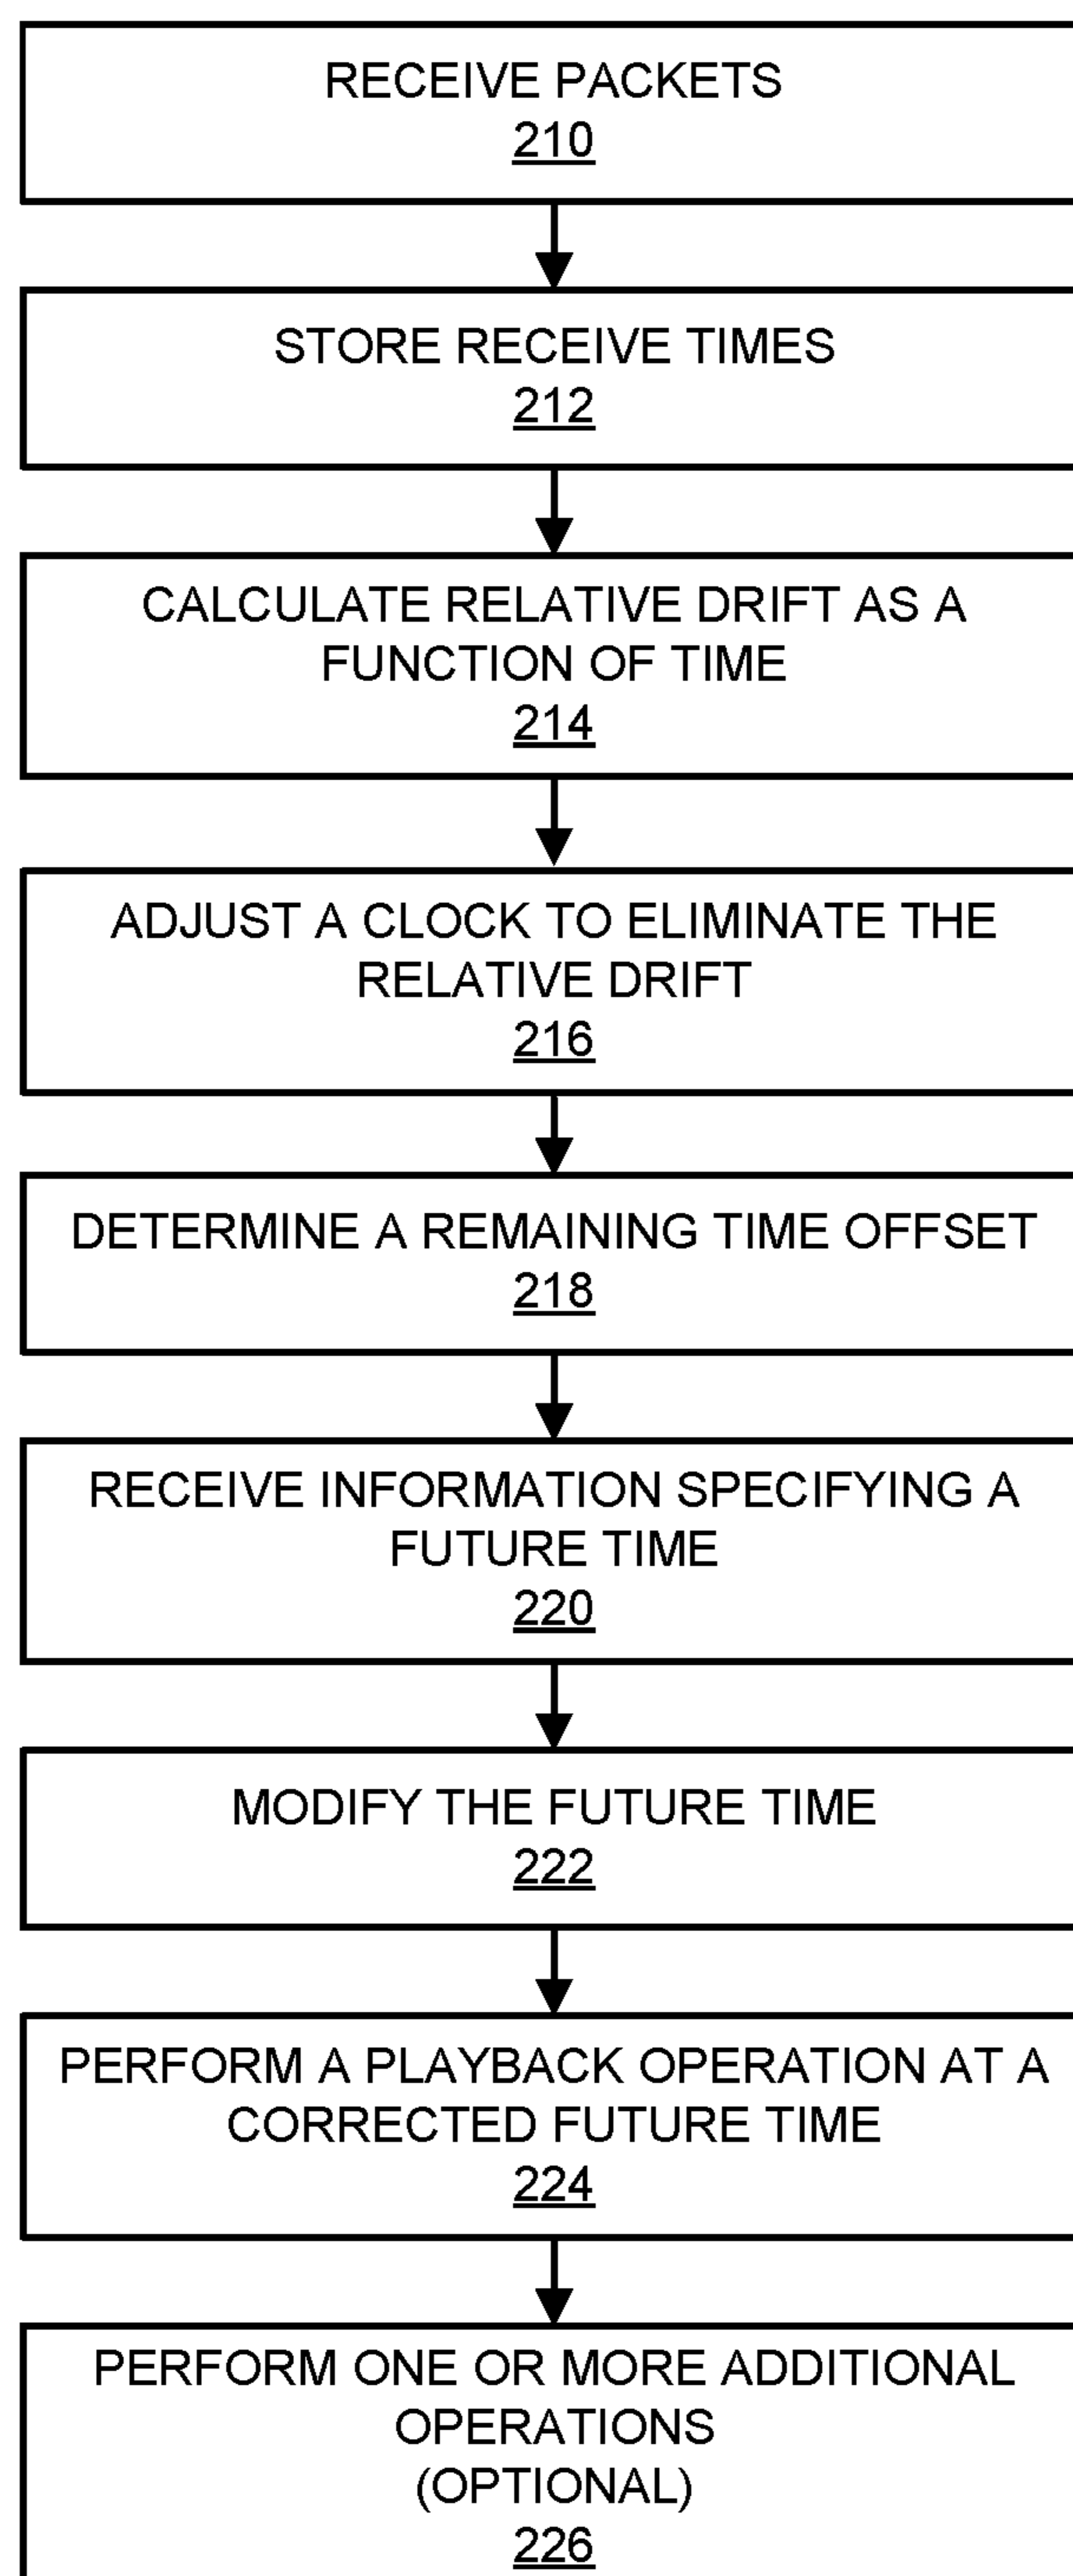 RECEIVE PACKETS
210
STORE RECEIVE TIMES
212
CALCULATE RELATIVE DRIFT AS A
FUNCTION OF TIME
214
ADJUST A CLOCK TO ELIMINATE THE
RELATIVE DRIFT
216
DETERMINE A REMAINING TIME OFFSET
218
RECEIVE INFORMATION SPECIFYING A
FUTURE TIME
220
MODIFY THE FUTURE TIME
222
PERFORM A PLAYBACK OPERATION AT A
CORRECTED FUTURE TIME
224
PERFORM ONE OR MORE ADDITIONAL
OPERATIONS
(OPTIONAL)
226